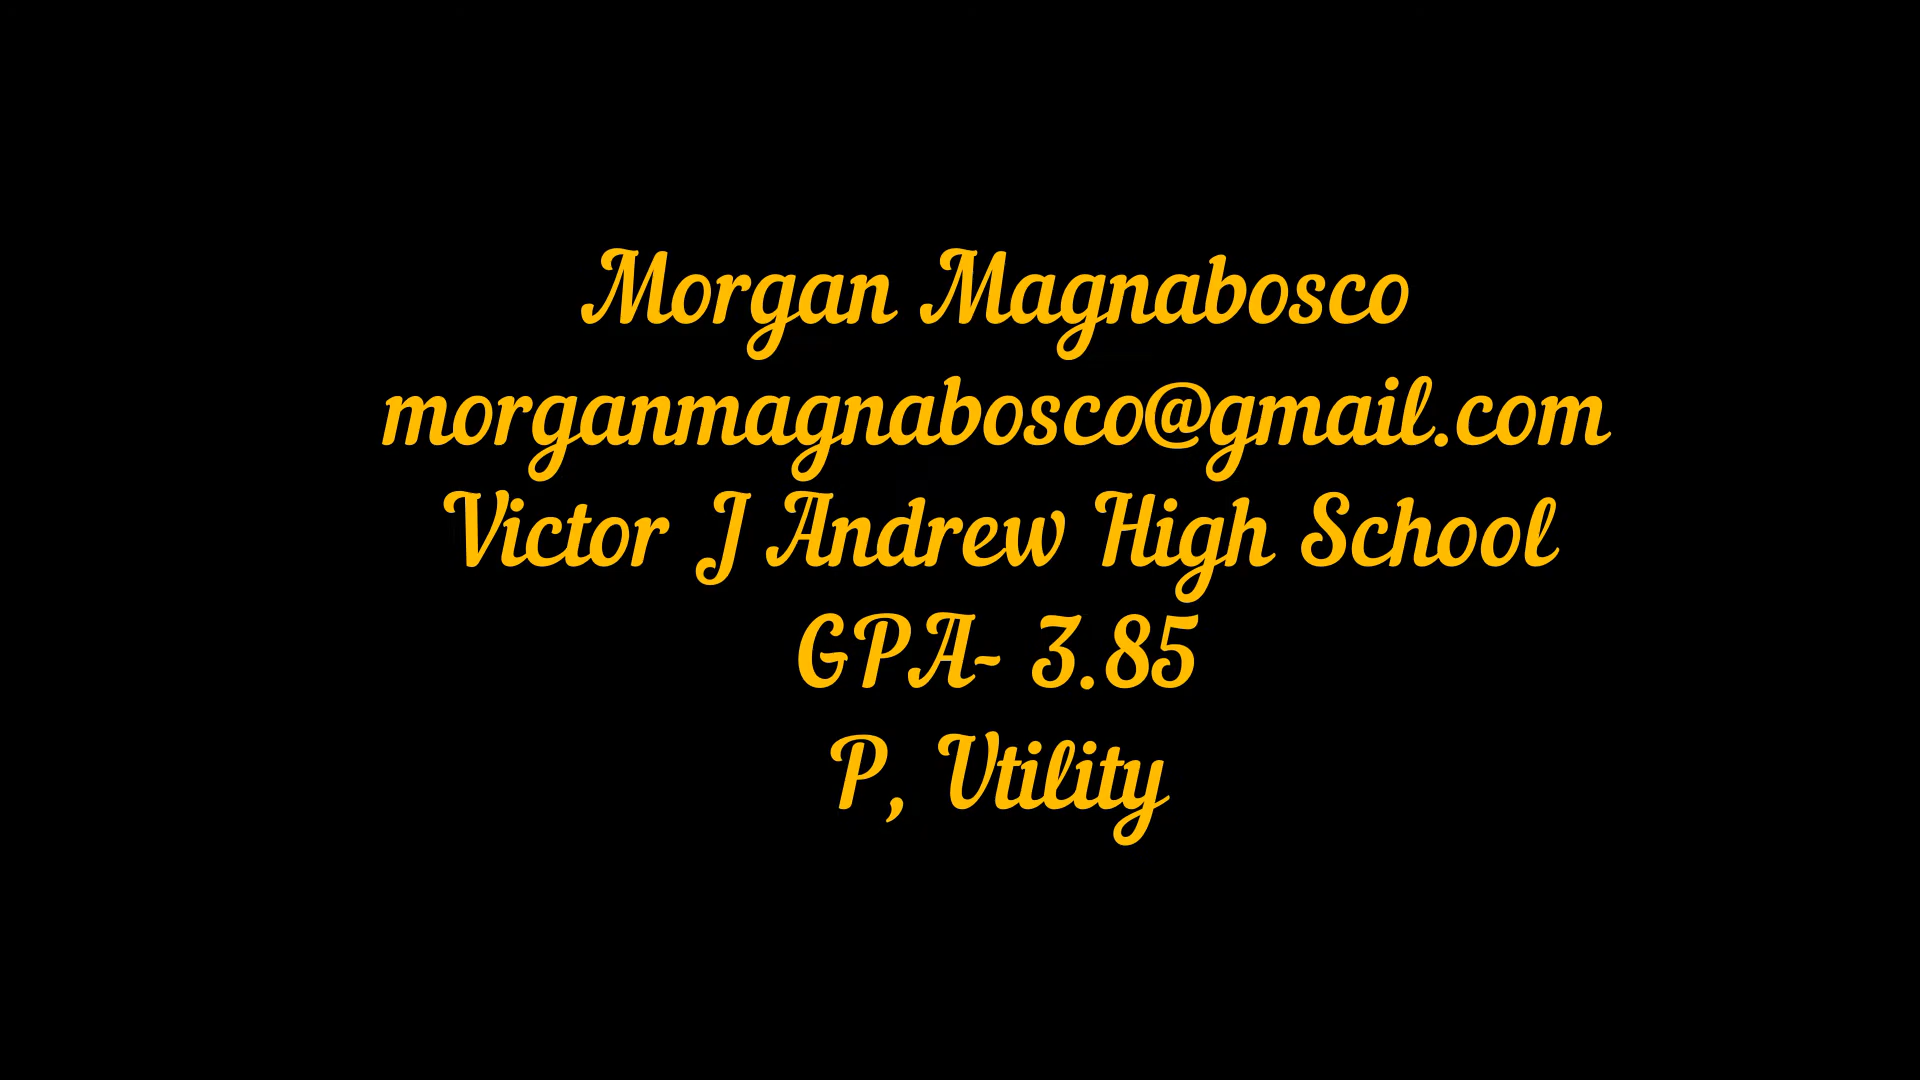 Morgan Magnabosco
morganmagnabosco@gmail.com
Victor J Andrew High School
GPA- 3.85
P, Utility